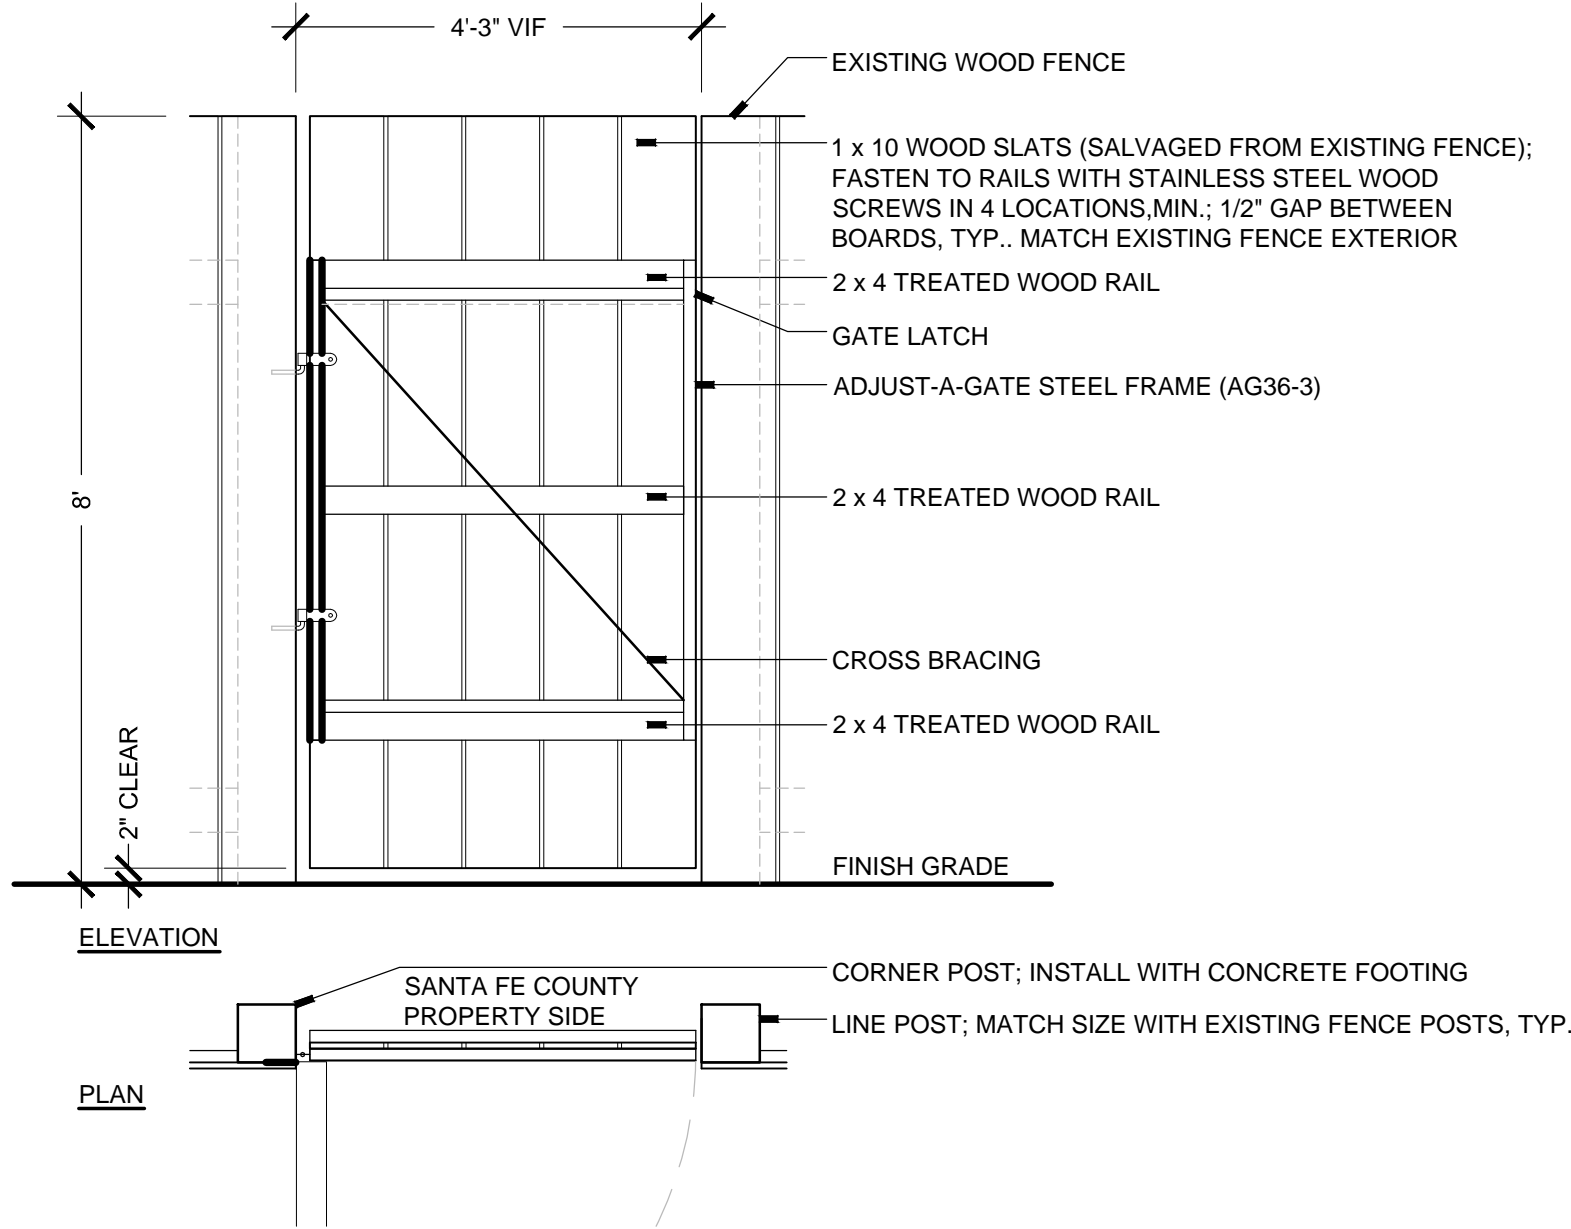 4'-3" VIF
EXISTING WOOD FENCE
1 x 10 WOOD SLATS (SALVAGED FROM EXISTING FENCE);
FASTEN TO RAILS WITH STAINLESS STEEL WOOD
SCREWS IN 4 LOCATIONS,MIN.; 1/2" GAP BETWEEN
BOARDS, TYP.. MATCH EXISTING FENCE EXTERIOR
2 x 4 TREATED WOOD RAIL
GATE LATCH
ADJUST-A-GATE STEEL FRAME (AG36-3)
8'
2 x 4 TREATED WOOD RAIL
CROSS BRACING
2 x 4 TREATED WOOD RAIL
2" CLEAR
FINISH GRADE
ELEVATION
CORNER POST; INSTALL WITH CONCRETE FOOTING
SANTA FE COUNTY
PROPERTY SIDE
LINE POST; MATCH SIZE WITH EXISTING FENCE POSTS, TYP.
PLAN